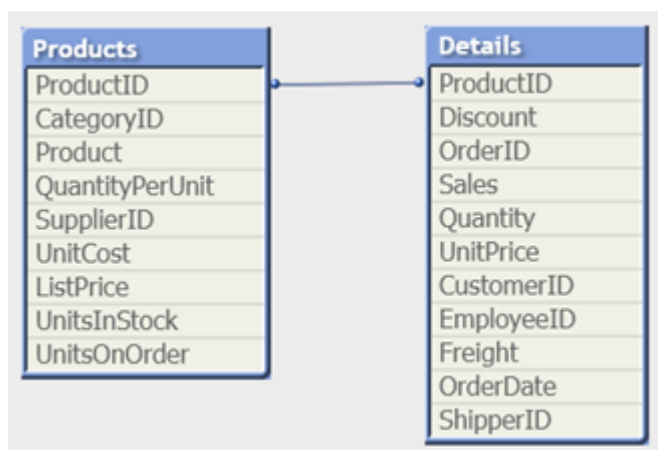 Products
ProductID
CategoryID
Product
QuantityPerUnit
SupplierID
UnitCost
ListPrice
UnitsInStock
UnitsOnOrder
Details
ProductID
Discount
OrderID
Sales
Quantity
UnitPrice
CustomerID
EmployeeID
Freight
OrderDate
ShipperID